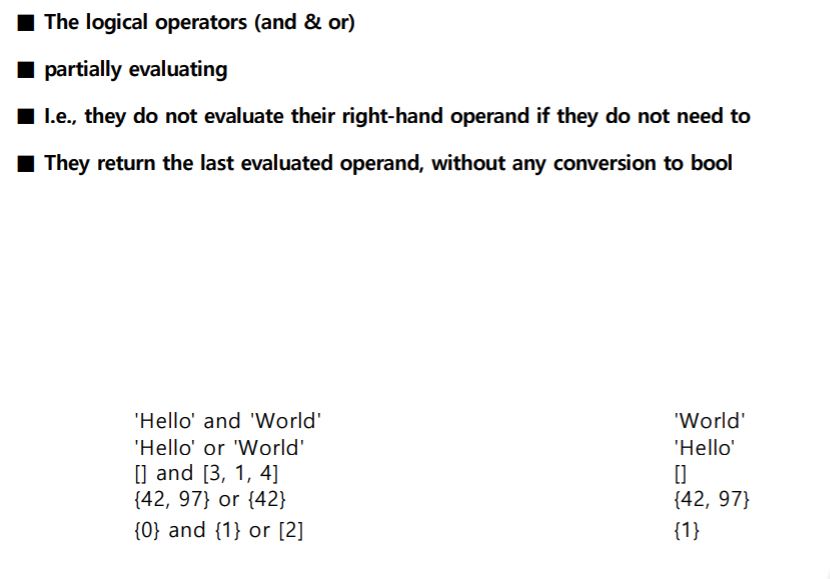 ■ The logical operators (and & or)
■ partially evaluating
■ I.e., they do not evaluate their right-hand operand if they do not need to
■ They return the last evaluated operand, without any conversion to bool
'Hello' and 'World' 'World'
'Hello' or 'World' 'Hello'
[] and [3, 1, 4] []
{42, 97} or {42} {42, 97}
{0} and {1} or [2] {1}